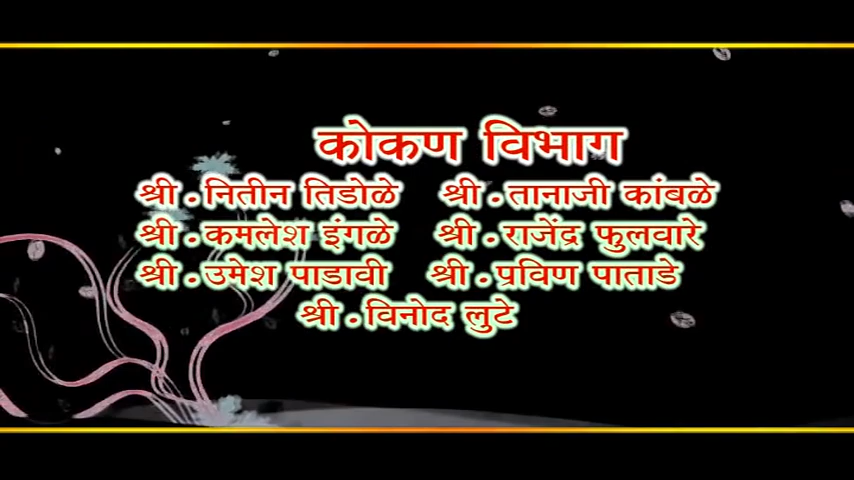 कोकण विभाग
श्री . नितीन तिडोळे श्री . तानाजी कांबळे
श्री . कमलेश इंगळे श्री . राजेंद्र फुलवारे
श्री . उमेश पाडावी श्री . प्रविण पाताडे
श्री . विनोद लुटे